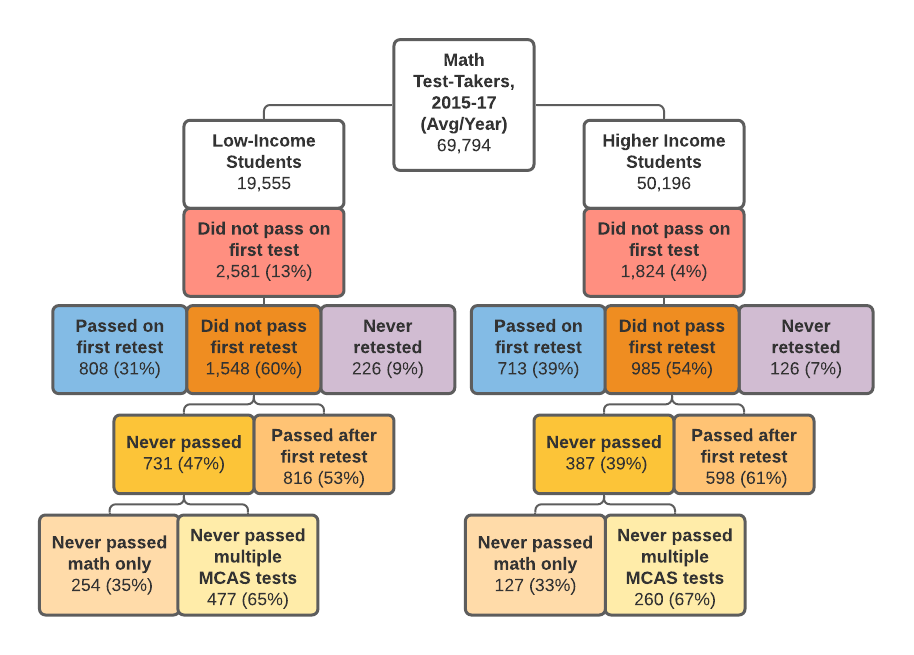 Math
Test-Takers,
2015-17
(Avg/Year)
69,794
Low-Income
Students
19,555
Higher Income
Students
50,196
Did not pass on
first test
2,581 (13%)
Did not pass on
first test
1,824 (4%)
Passed on
first retest
808 (31%)
Did not pass
first retest
1,548 (60%)
Never
retested
226 (9%)
Passed on
first retest
713 (39%)
Did not pass
first retest
985 (54%)
Never
retested
126 (7%)
Never passed
731 (47%)
Passed after
first retest
816 (53%)
Never passed
387 (39%)
Passed after
first retest
598 (61%)
Never passed
math only
254 (35%)
Never passed
multiple
MCAS tests
477 (65%)
Never passed
math only
127 (33%)
Never passed
multiple
MCAS tests
260 (67%)